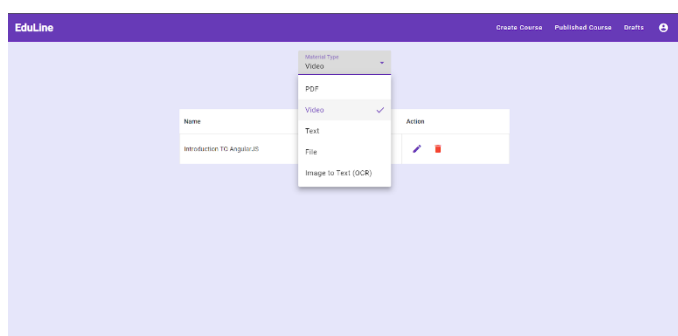 EduLine
Create Course Published Course Drafts
Material Type
Video
PDF
Video
Text
File
Image to Text (OCR)
Name Action
Introduction TO AngularJS